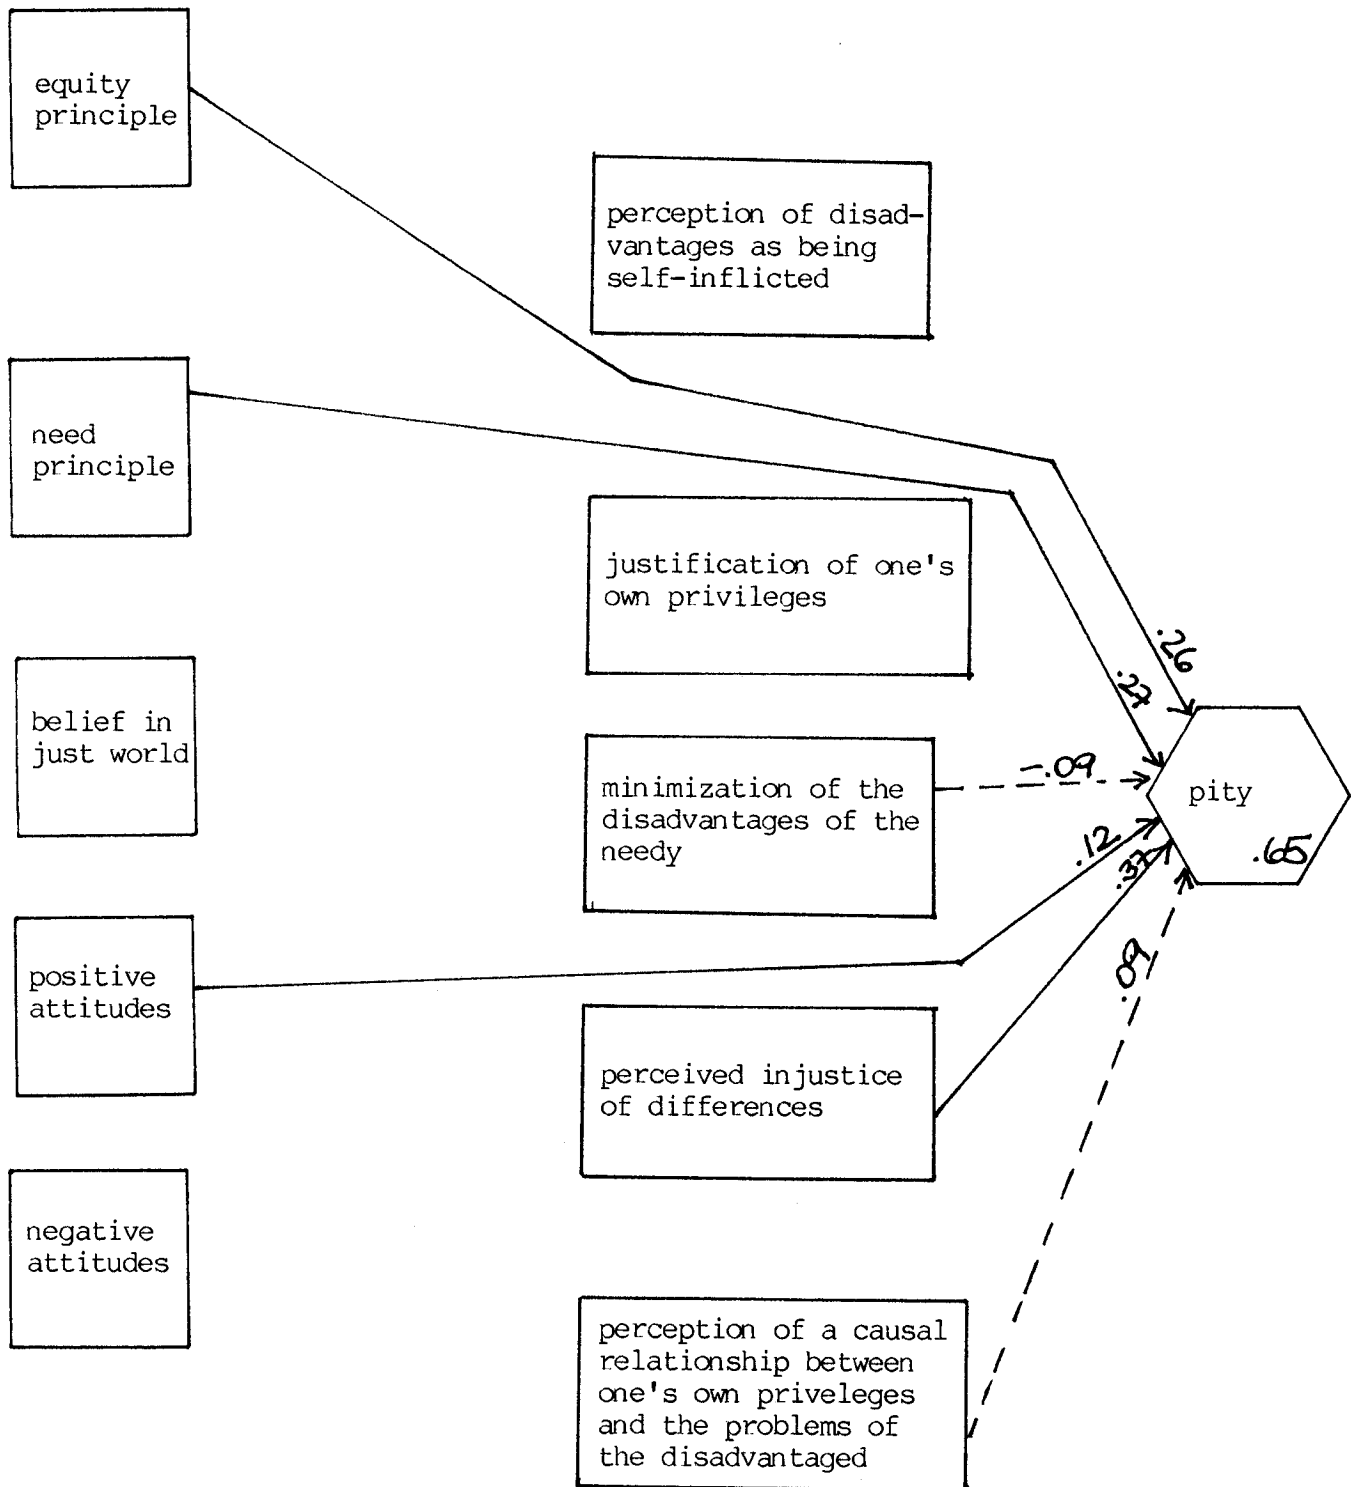 equity
principle
perception of disad-
vantages as being
self-inflicted
need
principle
justification of one's
own privileges
.26
.27
belief in
just world
minimization of the
disadvantages of the
needy
-.09
pity
.65
.12
.37
.09
positive
attitudes
perceived injustice
of differences
negative
attitudes
perception of a causal
relationship between
one's own priveleges
and the problems of
the disadvantaged